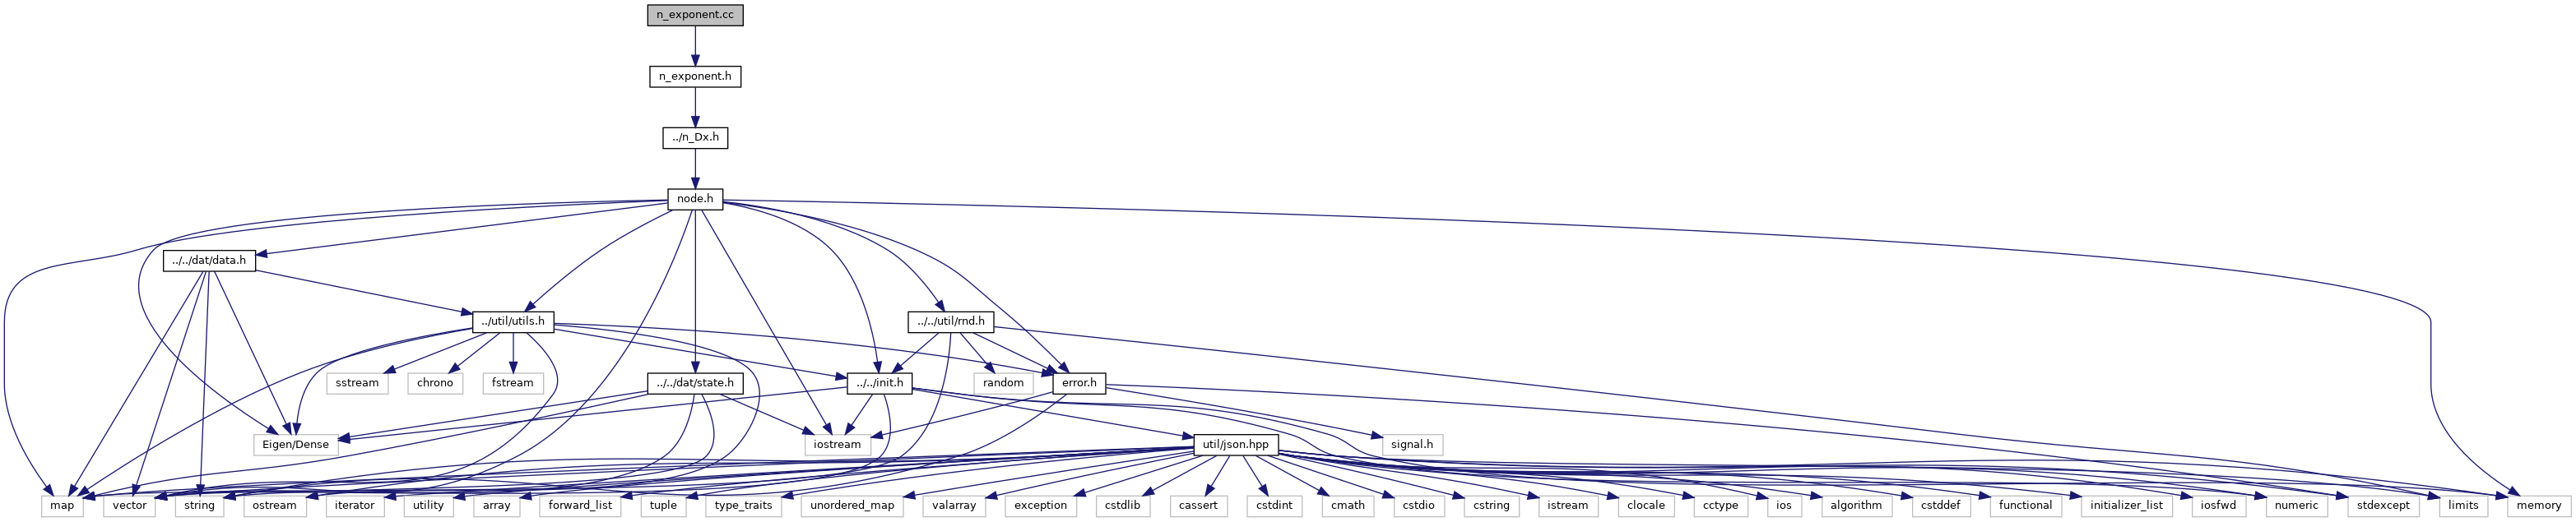 n_exponent.cc
n_exponent.h
../n_Dx.h
node.h
../../dat/data.h
../util/utils.h
../../util/rnd.h
sstream
chrono
fstream
../../dat/state.h
../../init.h
random
error.h
Eigen/Dense
iostream
util/json.hpp
signal.h
map
vector
string
ostream
iterator
utility
array
forward_list
tuple
type_traits
unordered_map
valarray
exception
cstdlib
cassert
cstdint
cmath
cstdio
cstring
istream
clocale
cctype
ios
algorithm
cstddef
functional
initializer_list
iosfwd
numeric
stdexcept
limits
memory